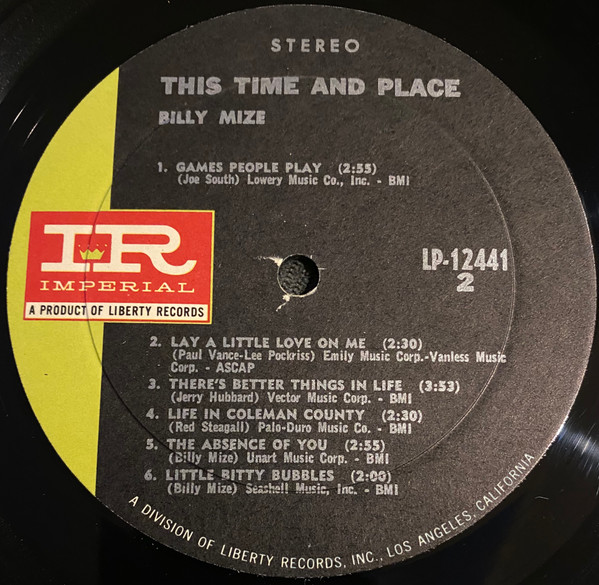 STEREO
THIS TIME AND PLACE
BILLY MIZE
1. GAMES PEOPLE PLAY (2:55)
(Joe South) Lowery Music Co., Inc. - BMI
IR
IMPERIAL
A PRODUCT OF LIBERTY RECORDS
LP-12441
2
2. LAY A LITTLE LOVE ON ME (2:30)
(Paul Vance-Lee Pockriss) Emily Music Corp.-Vanless Music
Corp. - ASCAP
3. THERE'S BETTER THINGS IN LIFE (3:53)
(Jerry Hubbard) Vector Music Corp. - BMI
4. LIFE IN COLEMAN COUNTY (2:30)
(Red Steagall) Palo-Duro Music Co. - BMI
5. THE ABSENCE OF YOU (2:55)
(Billy Mize) Unart Music Corp. - BMI
6. LITTLE BITTY BUBBLES (2:00)
(Billy Mize) Seashell Music, Inc. - BMI
A DIVISION OF LIBERTY RECORDS, INC., LOS ANGELES, CALIFORNIA